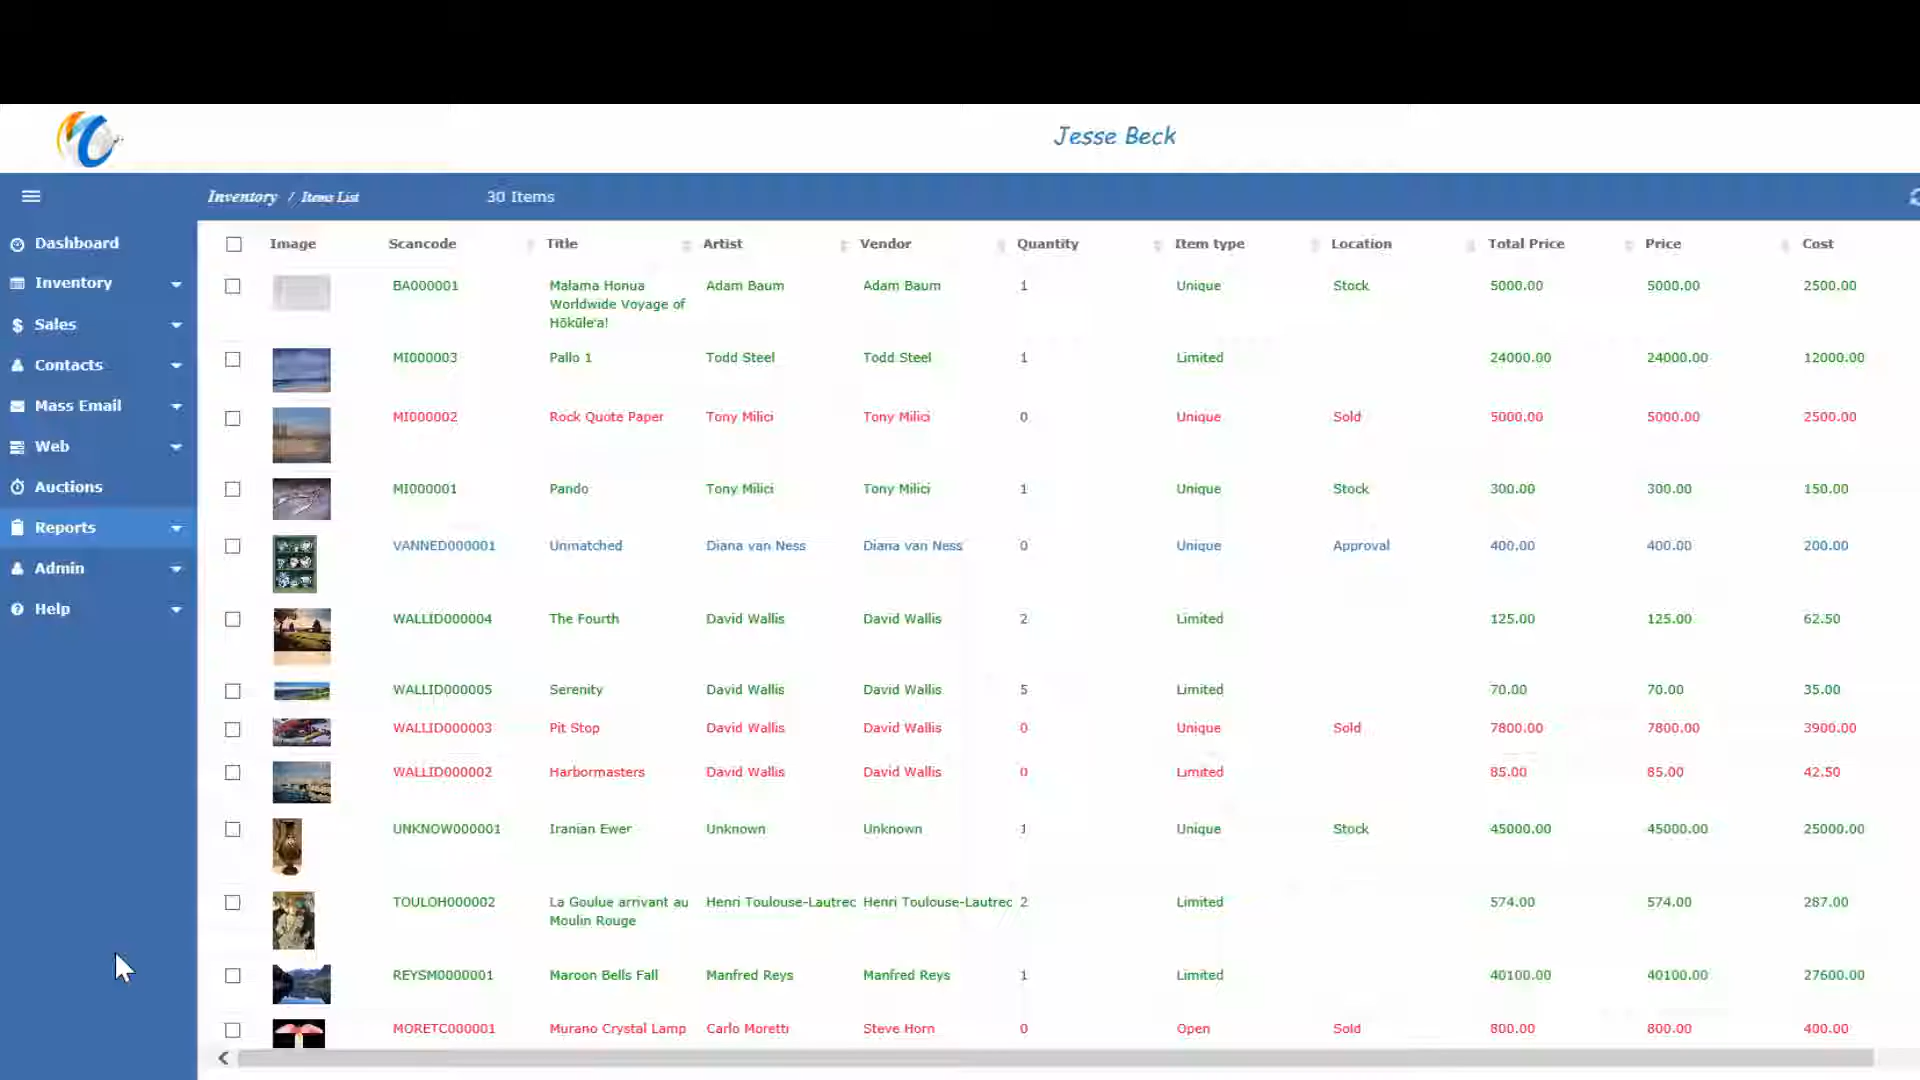 Jesse Beck
Inventory / Items List 30 Items
Dashboard
Inventory
Sales
Contacts
Mass Email
Web
Auctions
Reports
Admin
Help
Image Scancode Title Artist Vendor Quantity Item type Location Total Price Price Cost
BA000001 Malama Honua Adam Baum Adam Baum 1 Unique Stock 5000.00 5000.00 2500.00
Worldwide Voyage of
Hōkūle'a!
MI000003 Pallo 1 Todd Steel Todd Steel 1 Limited 24000.00 24000.00 12000.00
MI000002 Rock Quote Paper Tony Milici Tony Milici 0 Unique Sold 5000.00 5000.00 2500.00
MI000001 Pando Tony Milici Tony Milici 1 Unique Stock 300.00 300.00 150.00
VANNED000001 Unmatched Diana van Ness Diana van Ness 0 Unique Approval 400.00 400.00 200.00
WALLID000004 The Fourth David Wallis David Wallis 2 Limited 125.00 125.00 62.50
WALLID000005 Serenity David Wallis David Wallis 5 Limited 70.00 70.00 35.00
WALLID000003 Pit Stop David Wallis David Wallis 0 Unique Sold 7800.00 7800.00 3900.00
WALLID000002 Harbormasters David Wallis David Wallis 0 Limited 85.00 85.00 42.50
UNKNOW000001 Iranian Ewer Unknown Unknown 1 Unique Stock 45000.00 45000.00 25000.00
TOULOH000002 La Goulue arrivant au Henri Toulouse-Lautrec Henri Toulouse-Lautrec 2 Limited 574.00 574.00 287.00
Moulin Rouge
REYSM0000001 Maroon Bells Fall Manfred Reys Manfred Reys 1 Limited 40100.00 40100.00 27600.00
MORETC000001 Murano Crystal Lamp Carlo Moretti Steve Horn 0 Open Sold 800.00 800.00 400.00